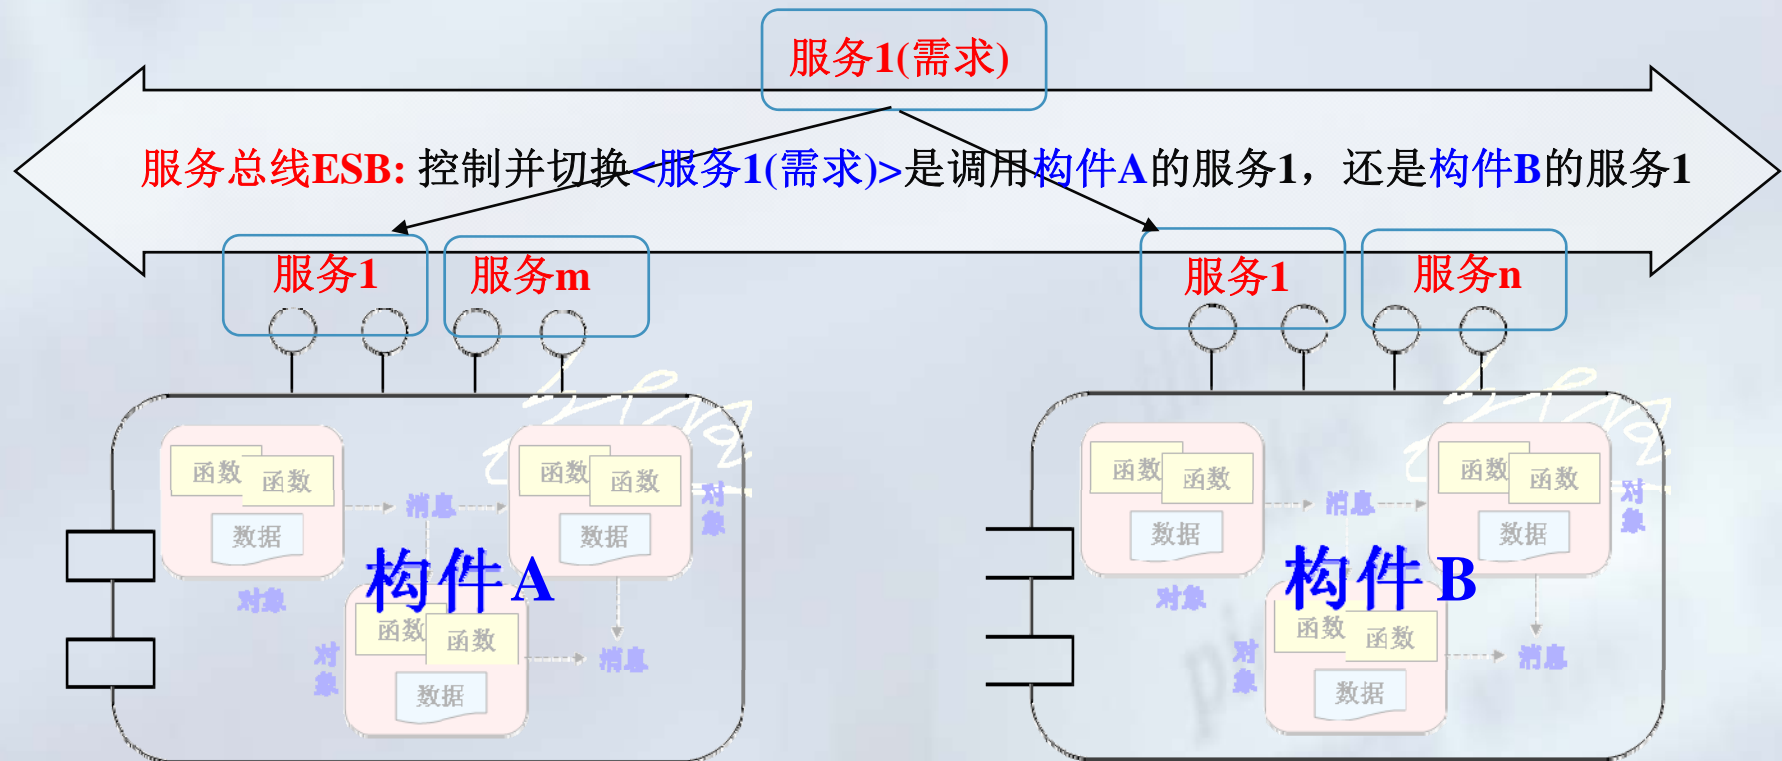 服务1(需求)
服务总线ESB: 控制并切换<服务1(需求)>是调用构件A的服务1，还是构件B的服务1
服务1
服务m
服务1
服务n
函数
函数
数据
对象
消息
函数
函数
数据
对象
构件A
函数
函数
数据
对象
消息
函数
函数
数据
对象
消息
函数
函数
数据
对象
构件 B
函数
函数
数据
对象
消息